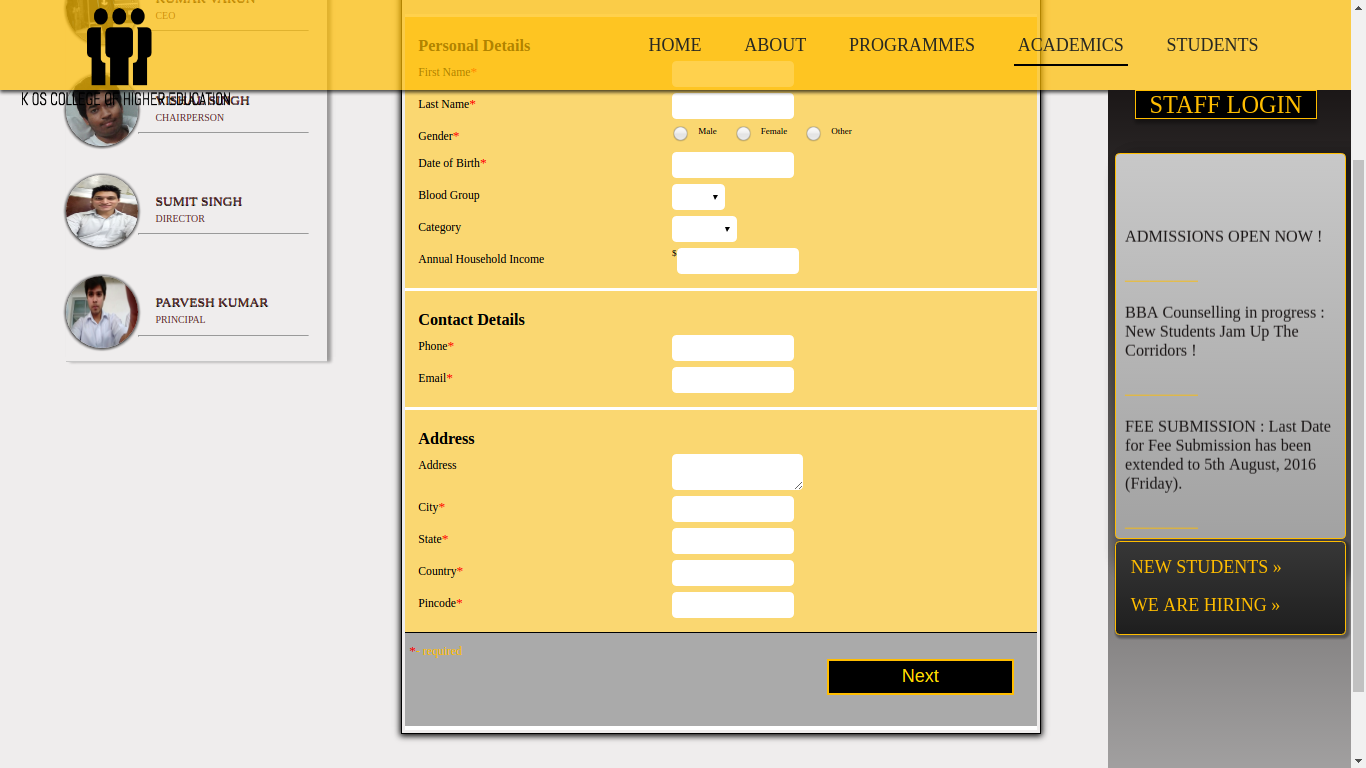 KUMAR VARUN
CEO
K OS COLLEGE OF HIGHER EDUCATION
HOME
ABOUT
PROGRAMMES
ACADEMICS
STUDENTS
VISHAL SINGH
CHAIRPERSON
SUMIT SINGH
DIRECTOR
PARVESH KUMAR
PRINCIPAL
Personal Details
First Name*
Last Name*
Gender*
Male
Female
Other
Date of Birth*
Blood Group
Category
Annual Household Income
$
Contact Details
Phone*
Email*
Address
Address
City*
State*
Country*
Pincode*
* - required
Next
STAFF LOGIN
ADMISSIONS OPEN NOW !
BBA Counselling in progress :
New Students Jam Up The
Corridors !
FEE SUBMISSION : Last Date
for Fee Submission has been
extended to 5th August, 2016
(Friday).
NEW STUDENTS »
WE ARE HIRING »